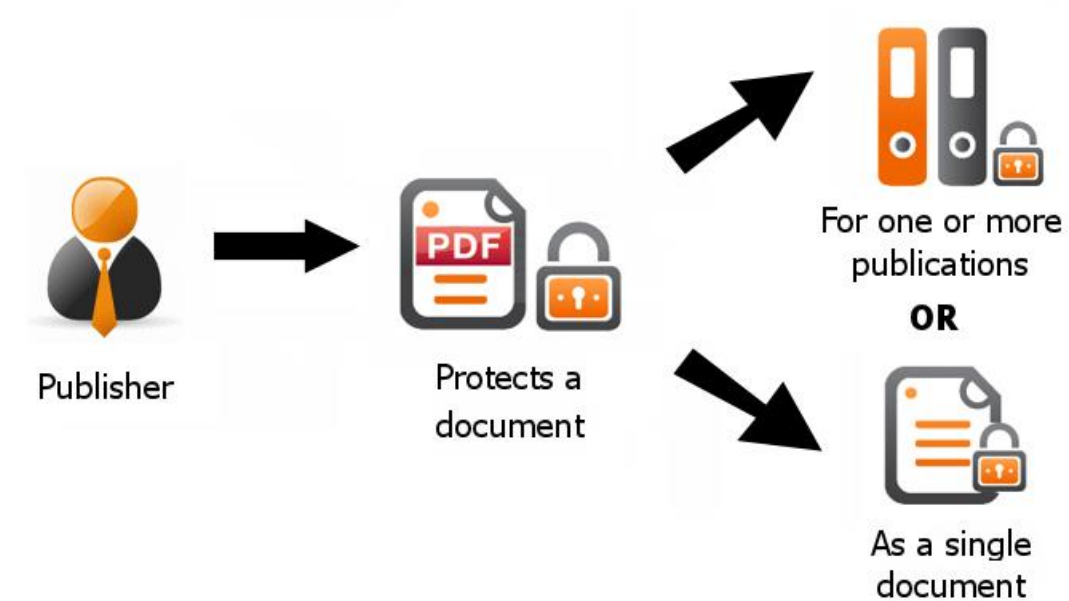 Publisher
PDF
Protects a
document
For one or more
publications
OR
As a single
document